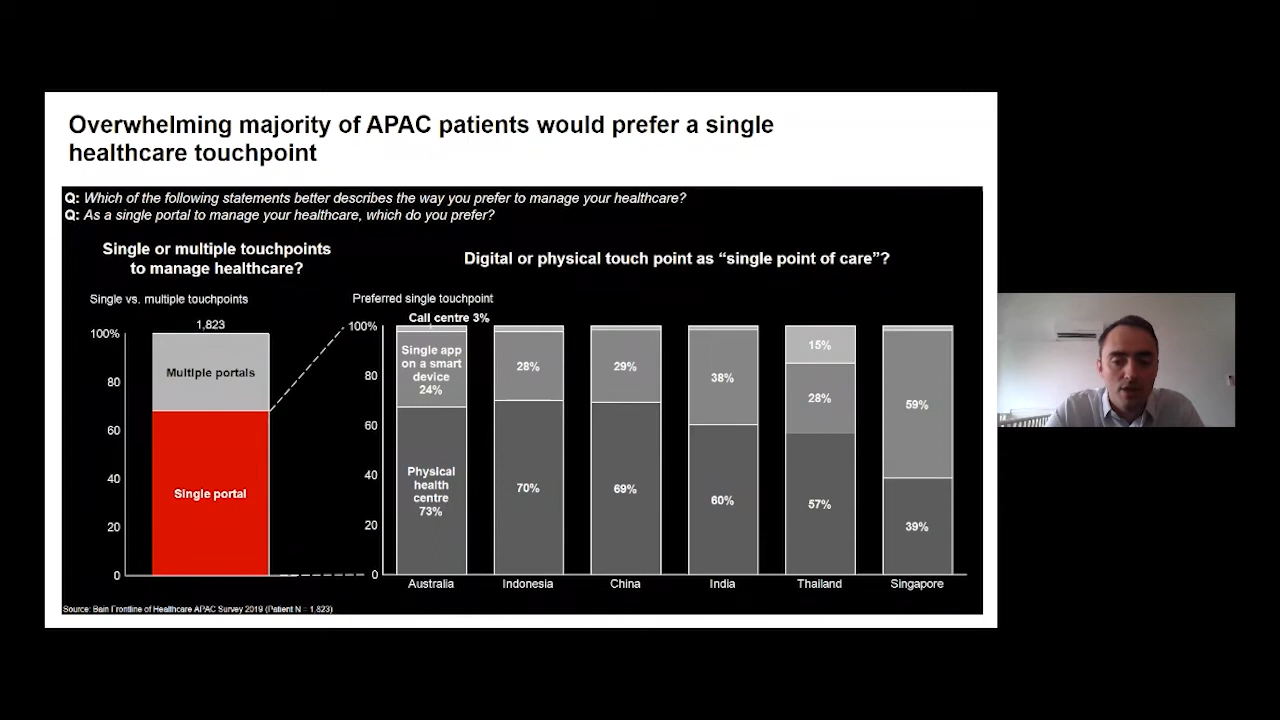 Overwhelming majority of APAC patients would prefer a single
healthcare touchpoint
Q: Which of the following statements better describes the way you prefer to manage your healthcare?
Q: As a single portal to manage your healthcare, which do you prefer?
Single or multiple touchpoints
to manage healthcare?
Single vs. multiple touchpoints
1,823
100%
80
60
40
20
0
Multiple portals
Single portal
Digital or physical touch point as “single point of care”?
Preferred single touchpoint
Call centre 3%
100%
80
60
40
20
0
Single app
on a smart
device
24%
Physical
health
centre
73%
28%
70%
29%
69%
38%
60%
15%
28%
57%
59%
39%
Australia
Indonesia
China
India
Thailand
Singapore
Source: Bain Frontline of Healthcare APAC Survey 2019 (Patient N = 1,823)